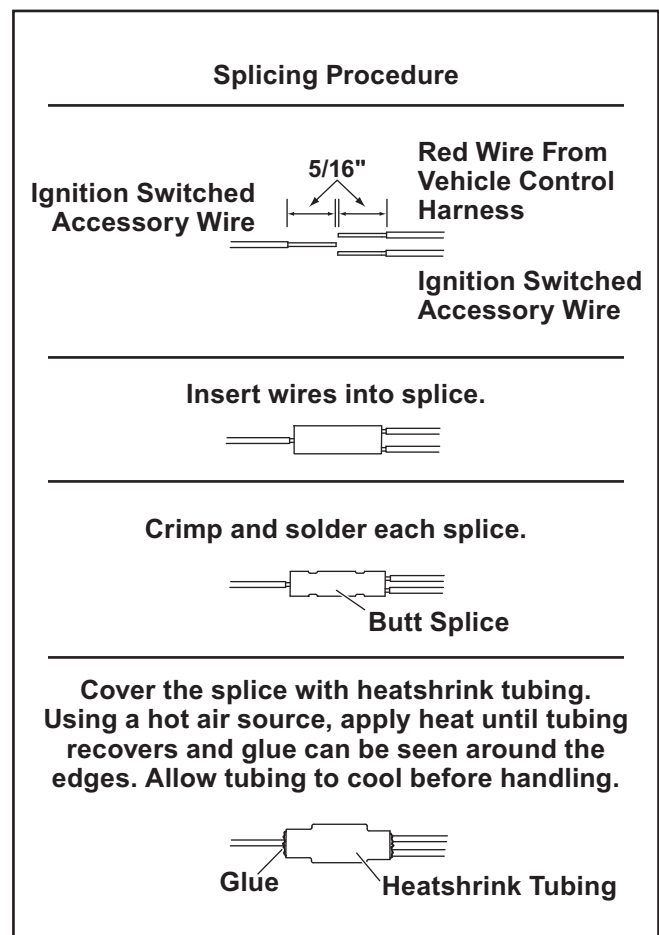 Splicing Procedure
5/16"
Ignition Switched
Accessory Wire
Red Wire From
Vehicle Control
Harness
Ignition Switched
Accessory Wire
Insert wires into splice.
Crimp and solder each splice.
Butt Splice
Cover the splice with heatshrink tubing.
Using a hot air source, apply heat until tubing
recovers and glue can be seen around the
edges. Allow tubing to cool before handling.
Glue
Heatshrink Tubing